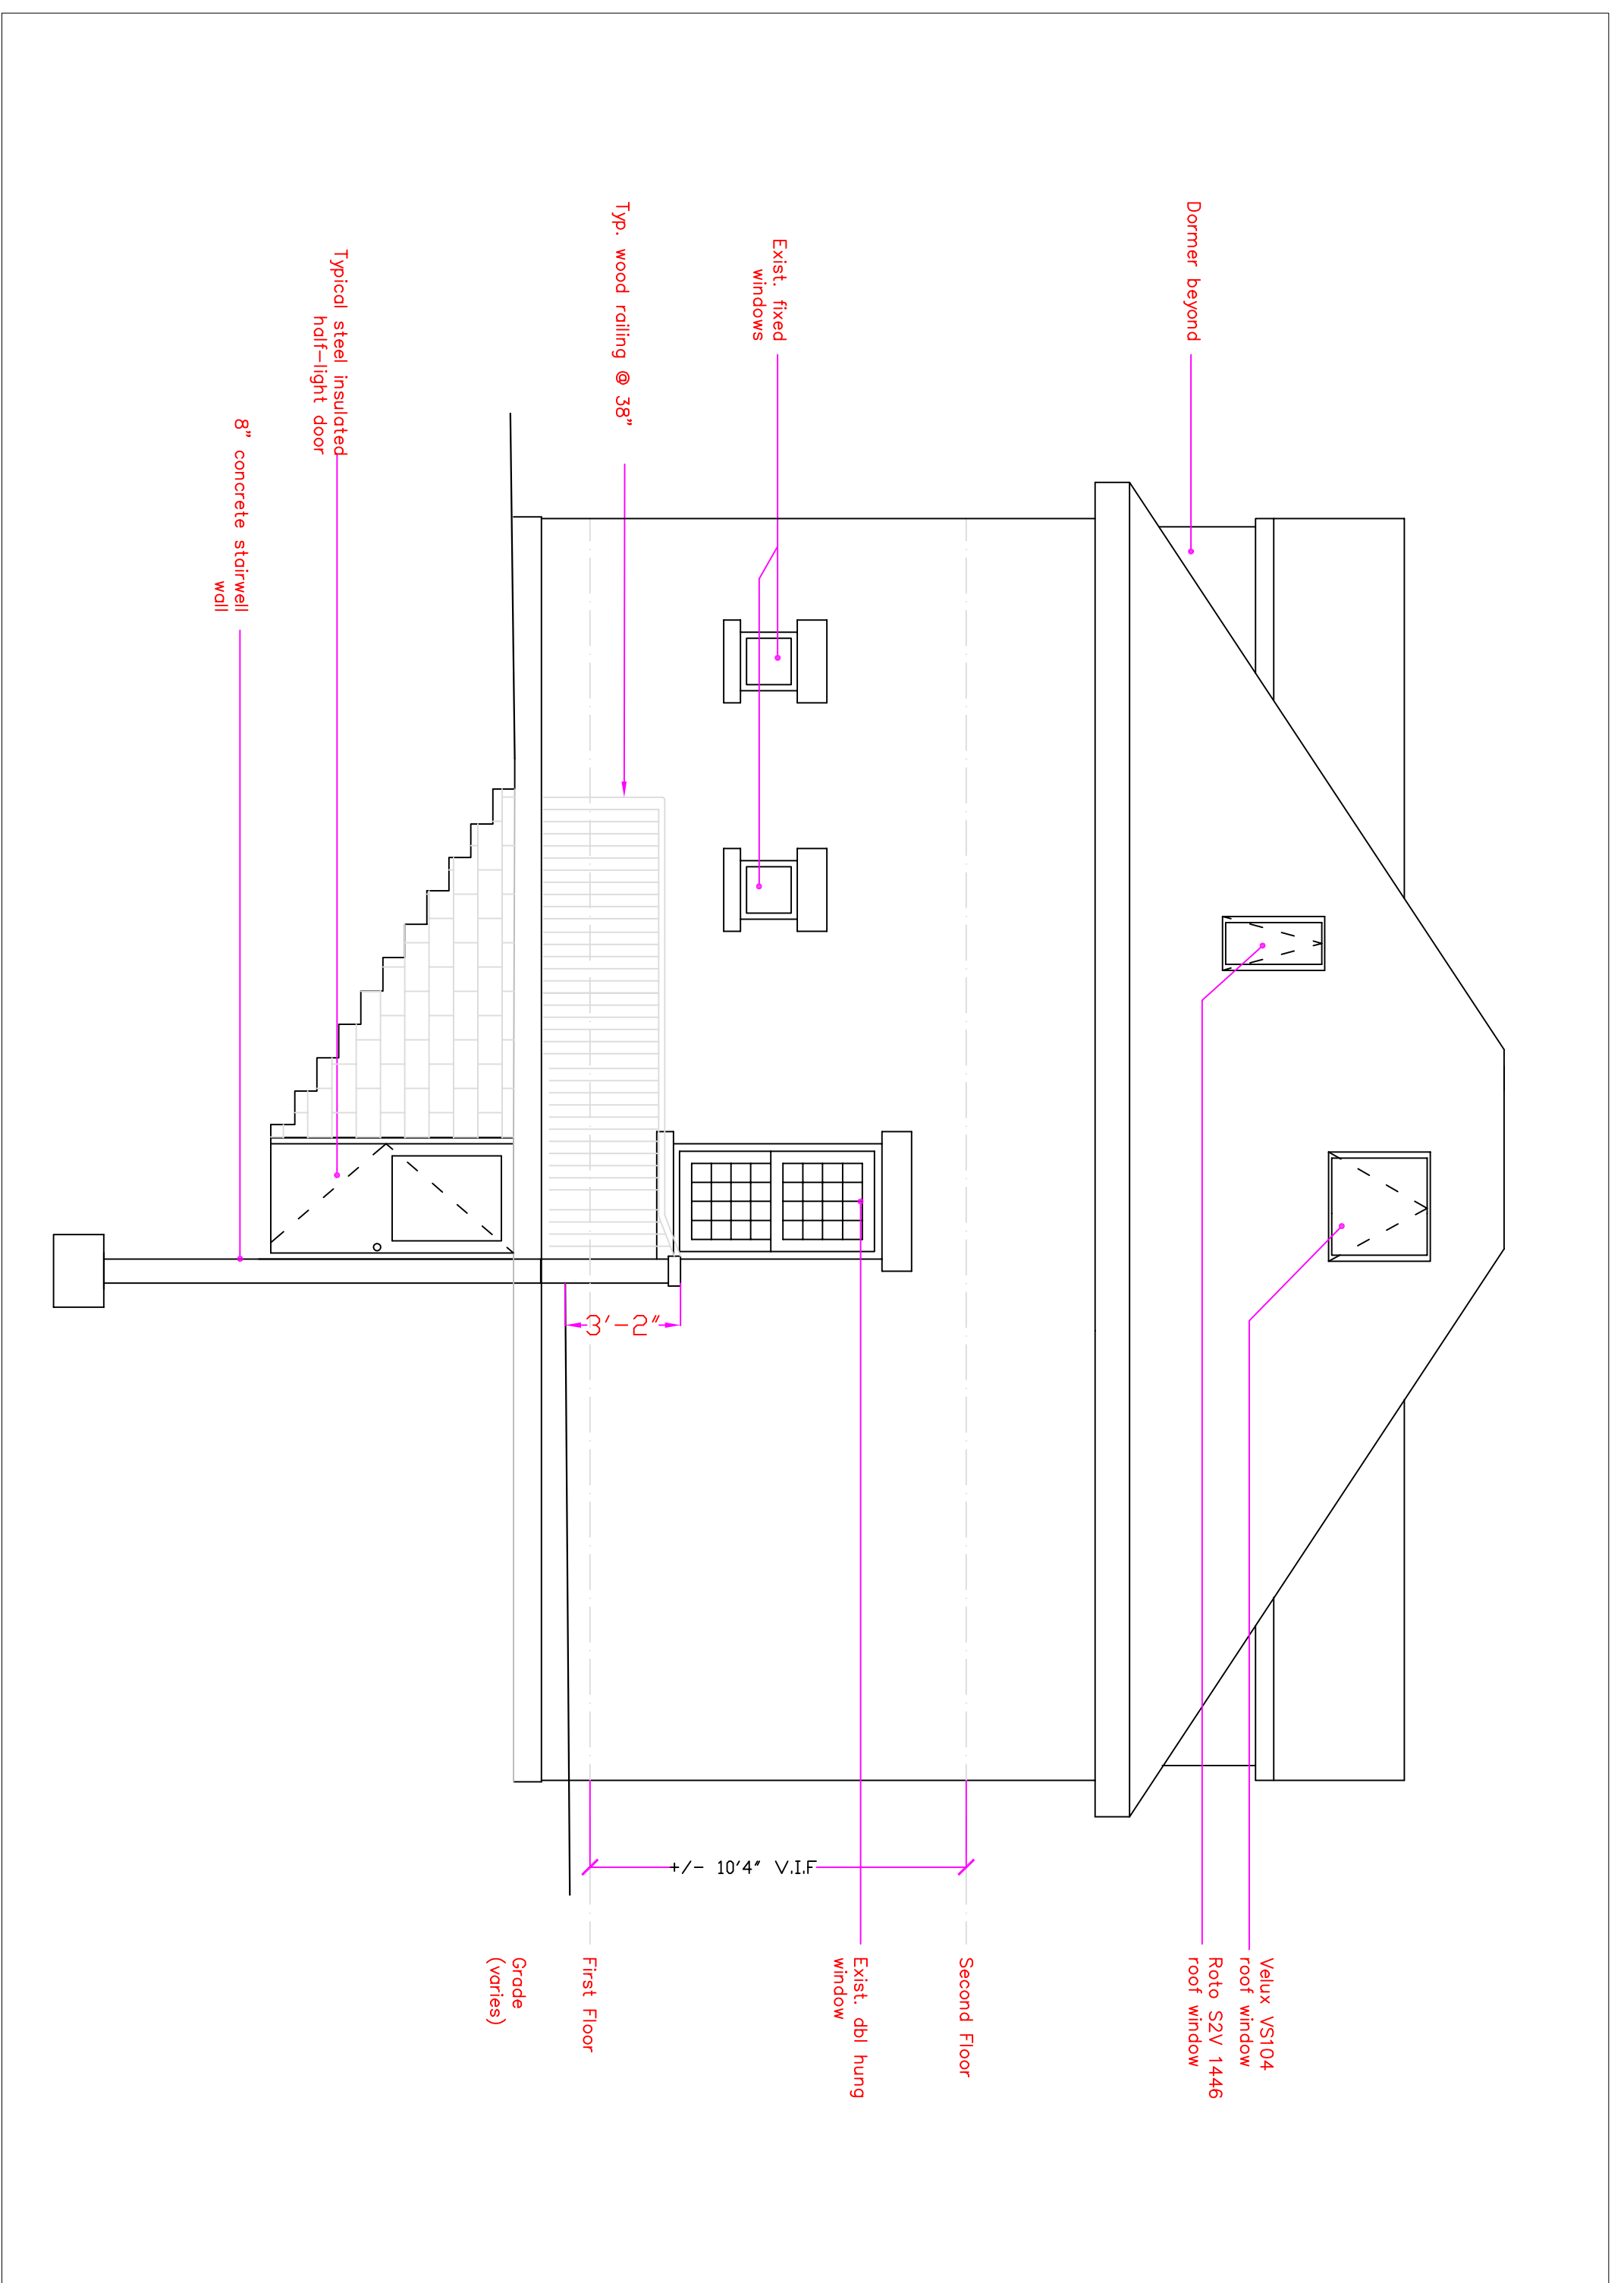 Dormer beyond
Exist. fixed
windows
Typ. wood railing @ 38"
Typical steel insulated
half-light door
8" concrete stairwell
wall
3'-2"
+/- 10'4" V.I.F
Velux VS104
roof window
Roto S2V 1446
roof window
Second Floor
Exist. dbl hung
window
First Floor
Grade
(varies)